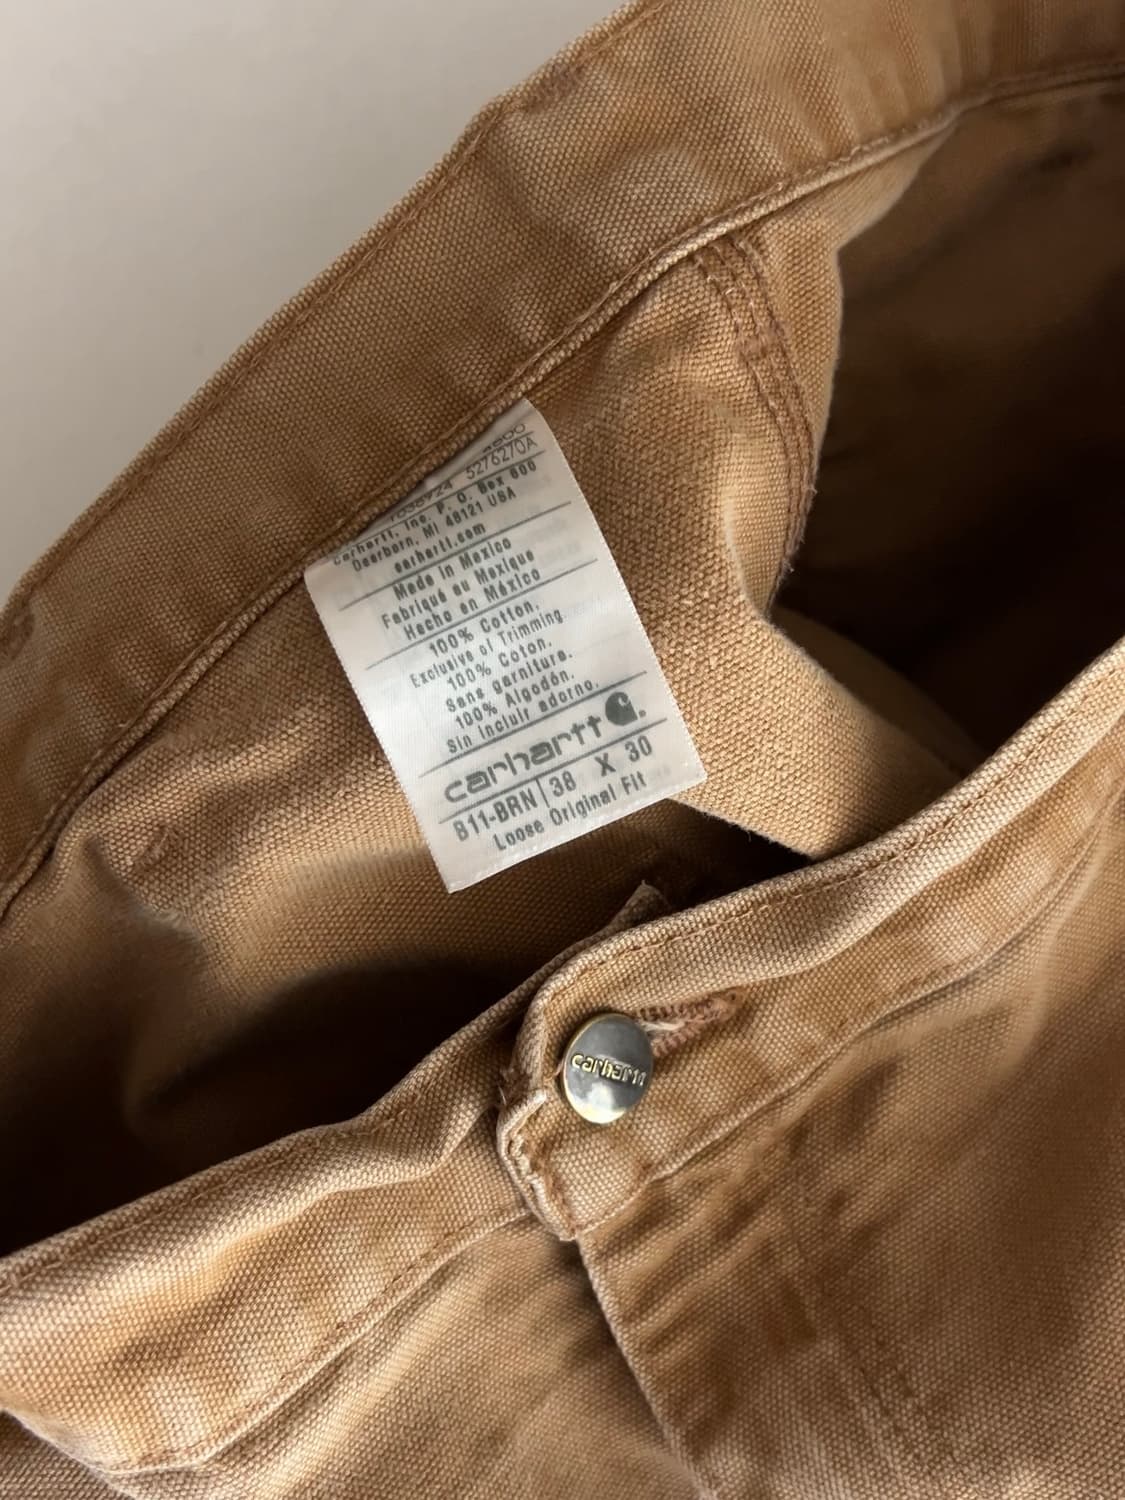 5276270A
Carhartt, Inc. P. O. Box 600
Dearborn, MI 48121 USA
carhartt.com
Made in Mexico
Fabriqué au Mexique
Hecho en México
100% Cotton.
Exclusive of Trimming.
100% Coton.
Sans garniture.
100% Algodón.
Sin incluir adorno.
carhartt
B11-BRN 38 X 30
Loose Original Fit
carhartt